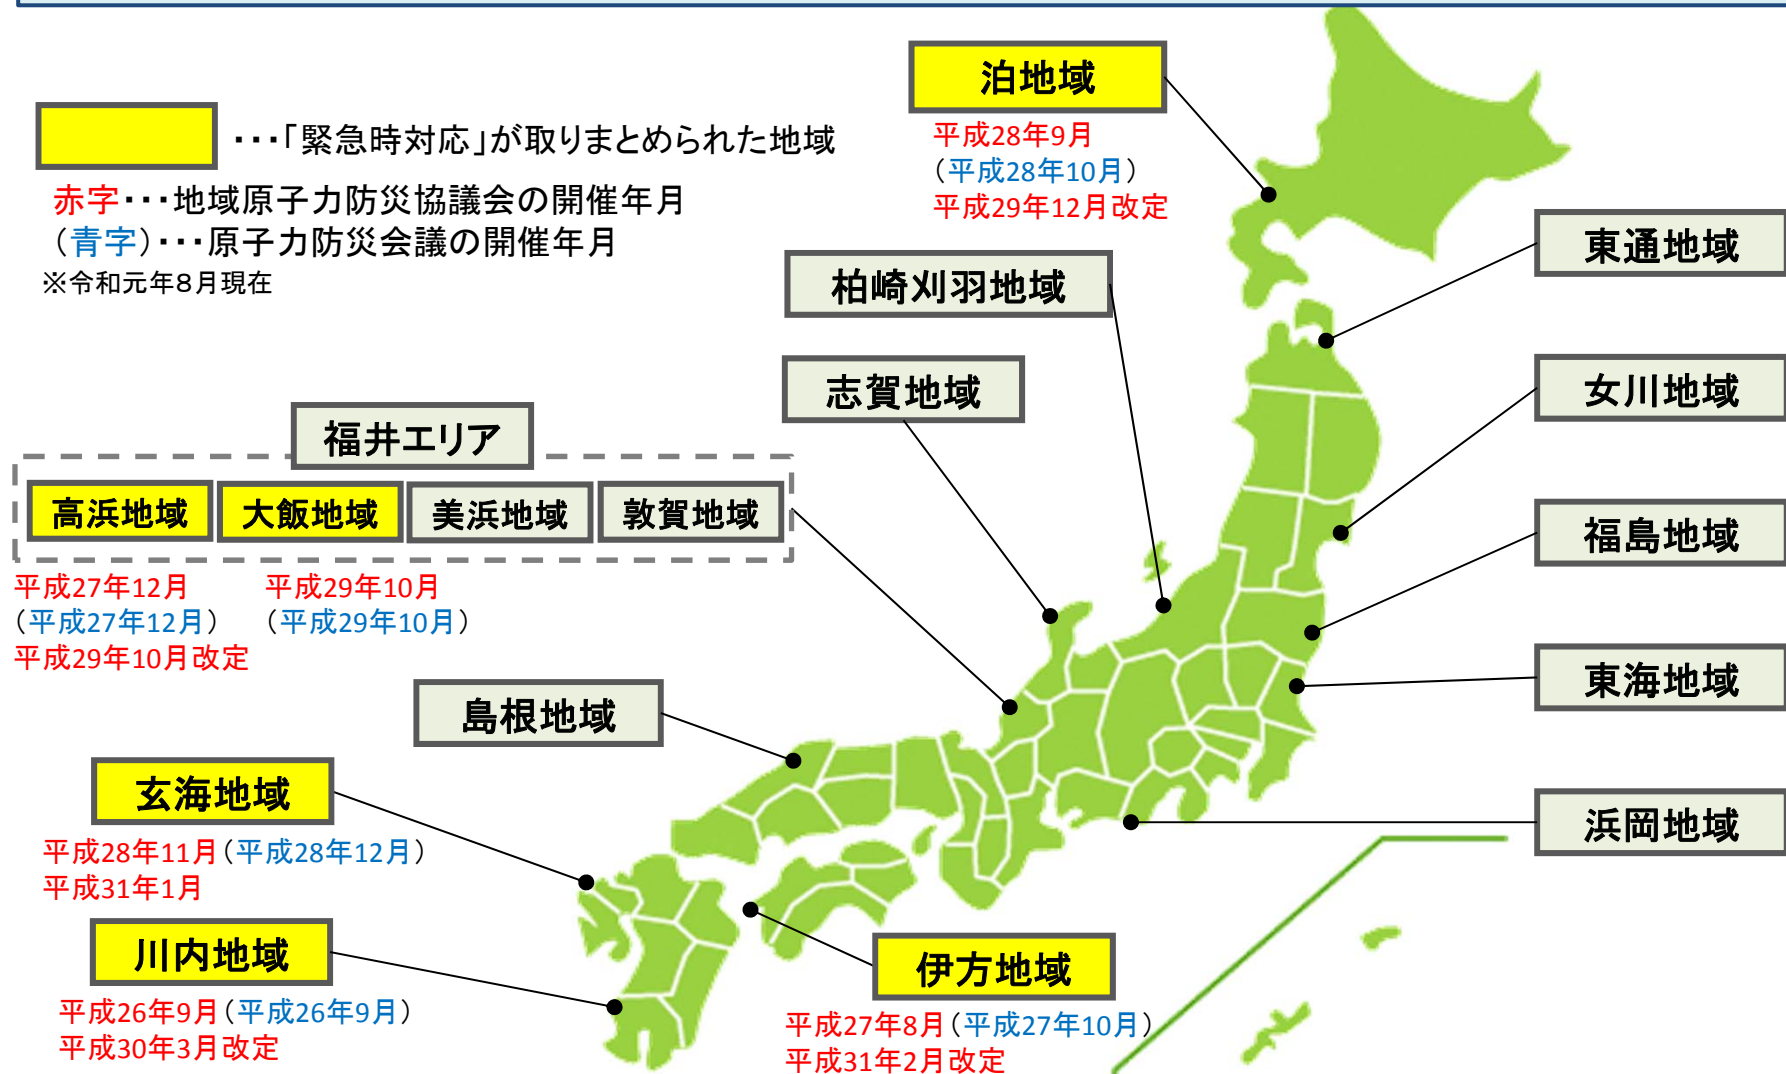 ・・・「緊急時対応」が取りまとめられた地域
赤字・・・地域原子力防災協議会の開催年月
（青字）・・・原子力防災会議の開催年月
※令和元年８月現在
泊地域
平成28年9月
（平成28年10月）
平成29年12月改定
東通地域
柏崎刈羽地域
志賀地域
女川地域
福井エリア
高浜地域 大飯地域 美浜地域 敦賀地域
平成27年12月 平成29年10月
（平成27年12月） （平成29年10月）
平成29年10月改定
福島地域
東海地域
島根地域
玄海地域
平成28年11月（平成28年12月）
平成31年1月
浜岡地域
川内地域
平成26年9月（平成26年9月）
平成30年3月改定
伊方地域
平成27年8月（平成27年10月）
平成31年2月改定